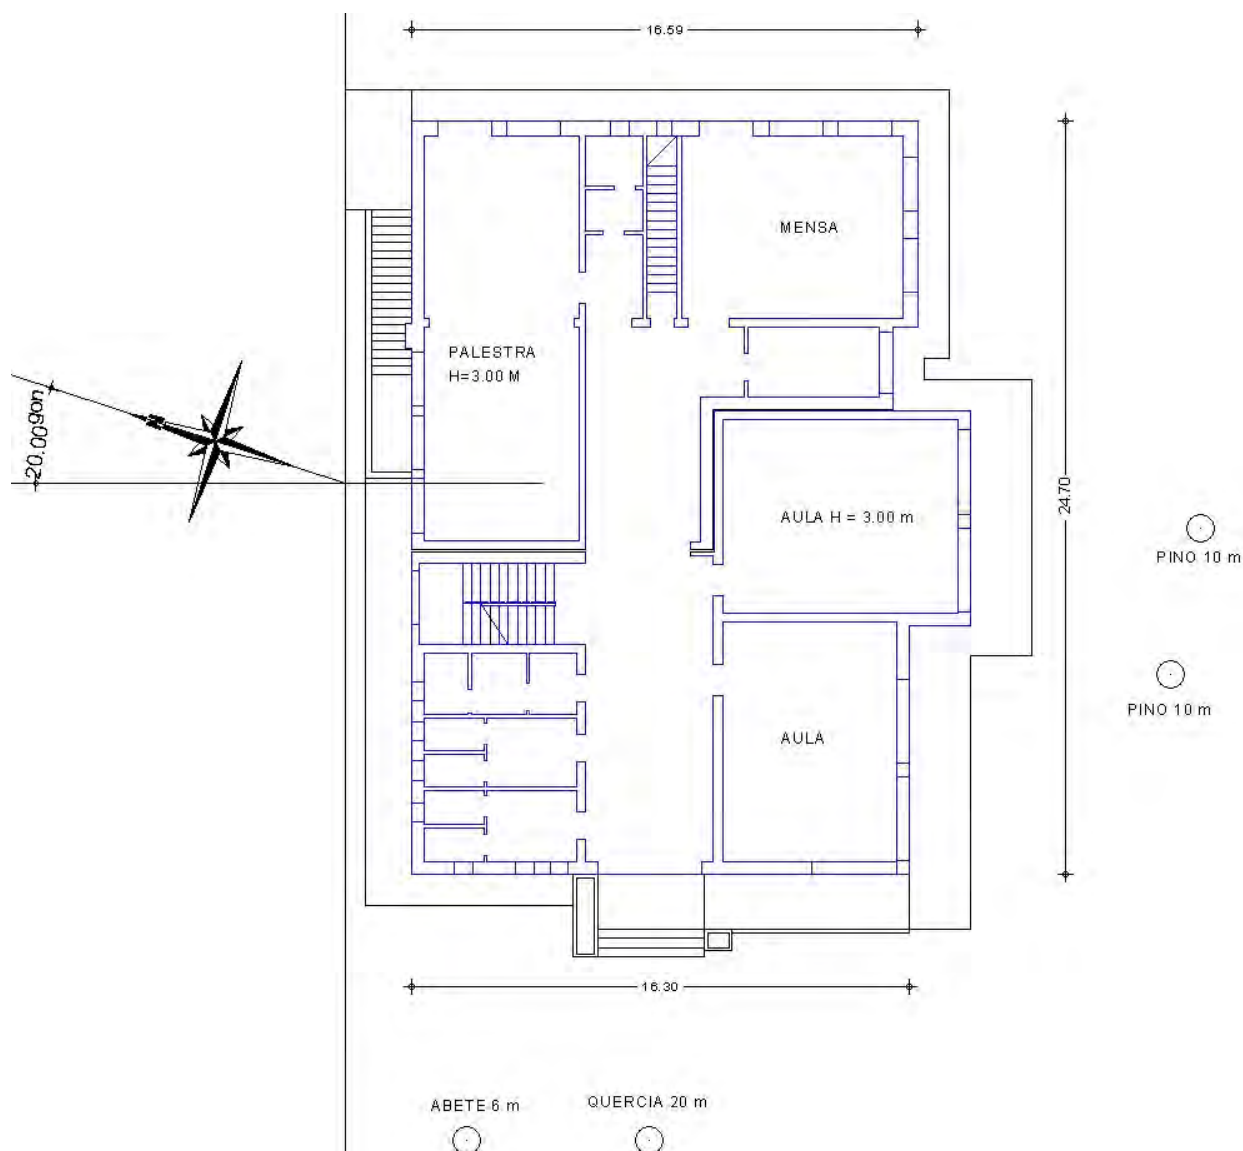 16.59
MENSA
PALESTRA
H=3.00 M
N
20.00gon
24.70
AULA H = 3.00 m
PINO 10 m
PINO 10 m
AULA
16.30
ABETE 6 m
QUERCIA 20 m